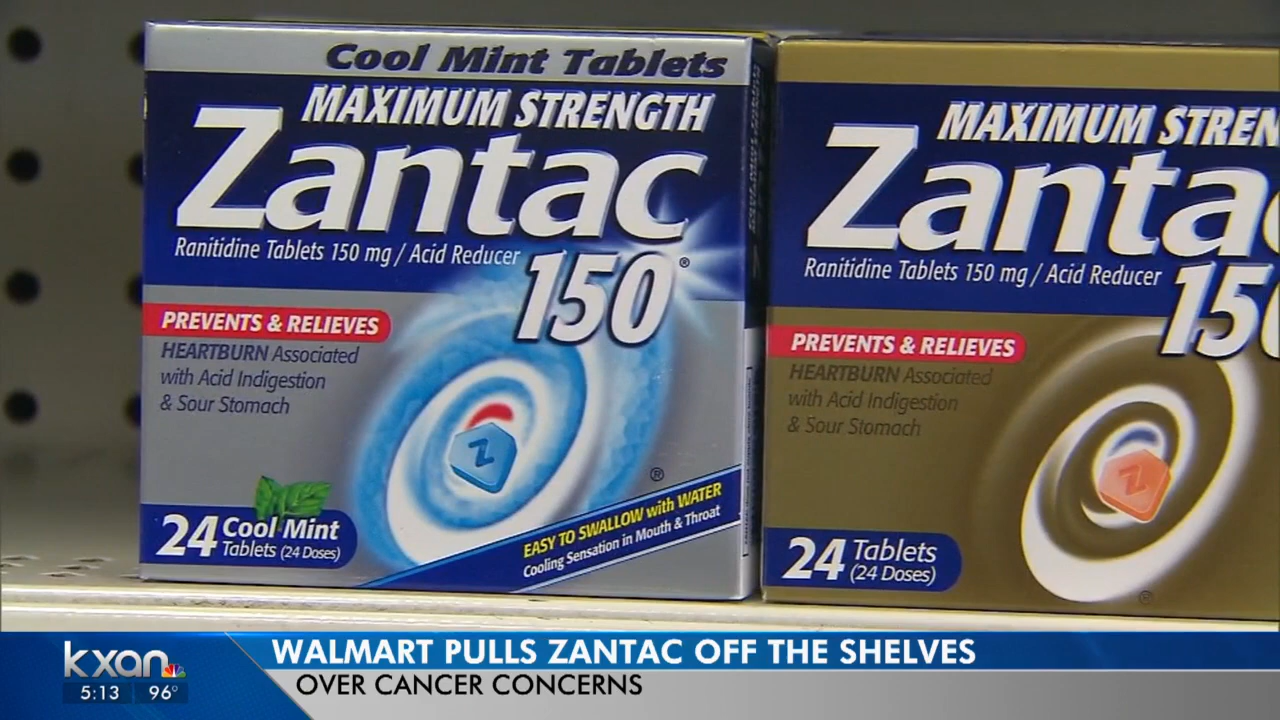 Cool Mint Tablets
MAXIMUM STRENGTH
Zantac
150®
Ranitidine Tablets 150 mg / Acid Reducer
PREVENTS & RELIEVES
HEARTBURN Associated
with Acid Indigestion
& Sour Stomach
Z
®
24 Cool Mint
Tablets (24 Doses)
EASY TO SWALLOW with WATER
Cooling Sensation in Mouth & Throat
MAXIMUM STREN
Zantac
150
Ranitidine Tablets 150 mg / Acid Reducer
PREVENTS & RELIEVES
HEARTBURN Associated
with Acid Indigestion
& Sour Stomach
Z
®
24 Tablets
(24 Doses)
kxan
5:13 96°
WALMART PULLS ZANTAC OFF THE SHELVES
OVER CANCER CONCERNS